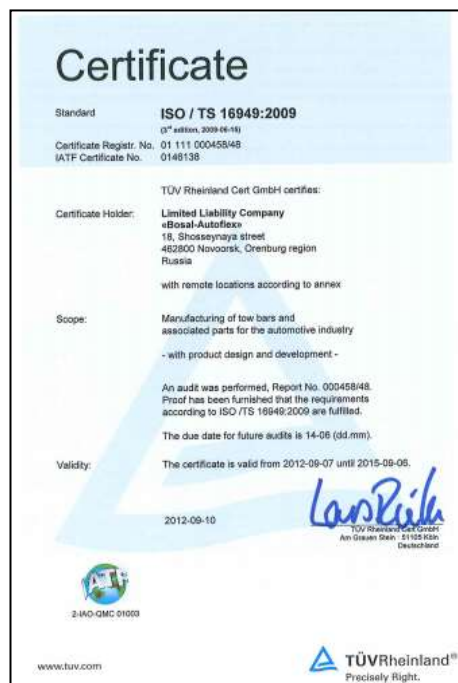 Certificate
Standard ISO / TS 16949:2009
(3rd edition, 2009-06-15)
Certificate Registr. No. 01 111 000458/48
IATF Certificate No. 0146138
TÜV Rheinland Cert GmbH certifies:
Certificate Holder: Limited Liability Company
«Bosal-Autoflex»
18, Shosseynaya street
462800 Novoorsk, Orenburg region
Russia
with remote locations according to annex
Scope: Manufacturing of tow bars and
associated parts for the automotive industry
- with product design and development -
An audit was performed, Report No. 000458/48.
Proof has been furnished that the requirements
according to ISO /TS 16949:2009 are fulfilled.
The due date for future audits is 14-06 (dd.mm).
Validity: The certificate is valid from 2012-09-07 until 2015-09-06.
2012-09-10
TÜV Rheinland Cert GmbH
Am Grauen Stein · 51105 Köln
Deutschland
IATF
2-IAO-QMC 01003
www.tuv.com
TÜVRheinland®
Precisely Right.